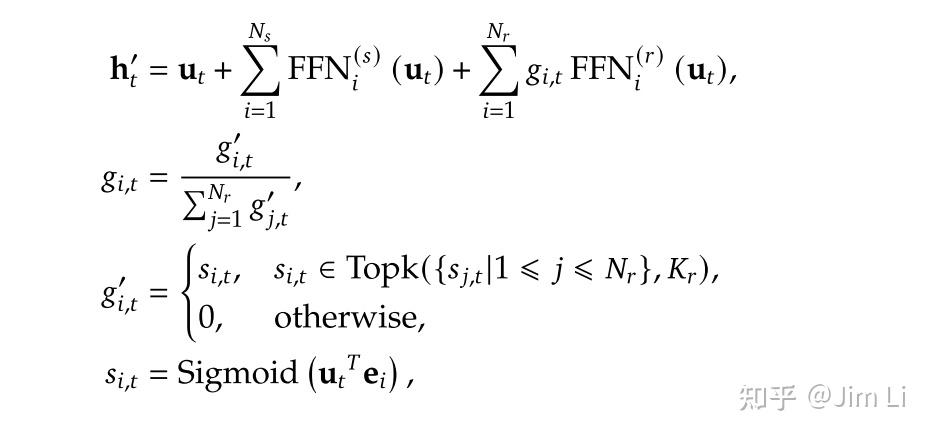 h′_t = u_t + ∑_{i=1}^{N_s} FFN_i^{(s)} (u_t) + ∑_{i=1}^{N_r} g_{i,t} FFN_i^{(r)} (u_t),
g_{i,t} = g′_{i,t} / ∑_{j=1}^{N_r} g′_{j,t},
g′_{i,t} = { s_{i,t}, s_{i,t} ∈ Topk({s_{j,t}|1 ⩽ j ⩽ N_r}, K_r),
0, otherwise,
s_{i,t} = Sigmoid (u_t^T e_i),
知乎 @Jim Li